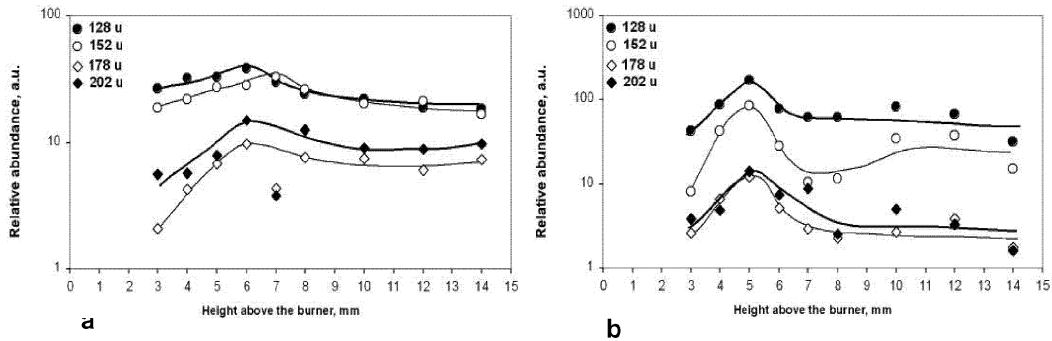 100
10
1
Relative abundance, a.u.
128 u
152 u
178 u
202 u
0 1 2 3 4 5 6 7 8 9 10 11 12 13 14 15
Height above the burner, mm
a
1000
100
10
1
Relative abundance, a.u.
128 u
152 u
178 u
202 u
0 1 2 3 4 5 6 7 8 9 10 11 12 13 14 15
Height above the burner, mm
b